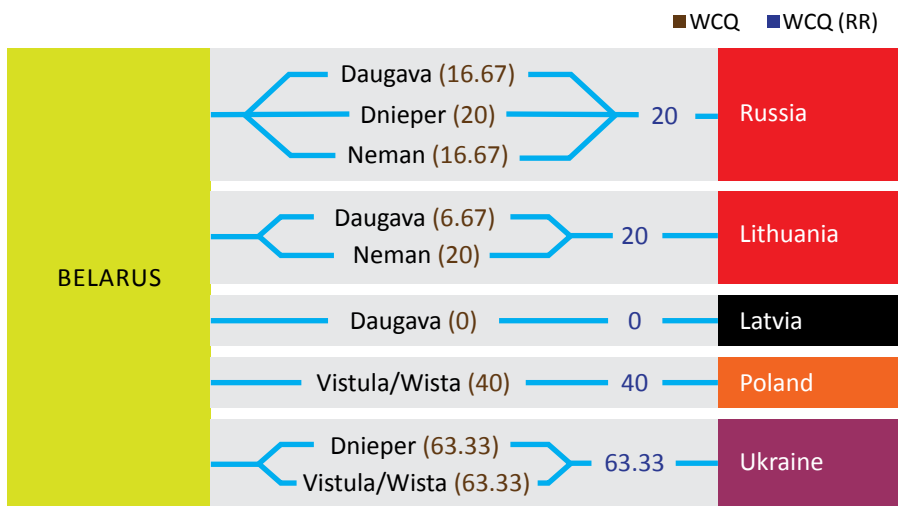 WCQ WCQ (RR)
BELARUS
Daugava (16.67)
Dnieper (20)
Neman (16.67)
20
Russia
Daugava (6.67)
Neman (20)
20
Lithuania
Daugava (0)
0
Latvia
Vistula/Wista (40)
40
Poland
Dnieper (63.33)
Vistula/Wista (63.33)
63.33
Ukraine